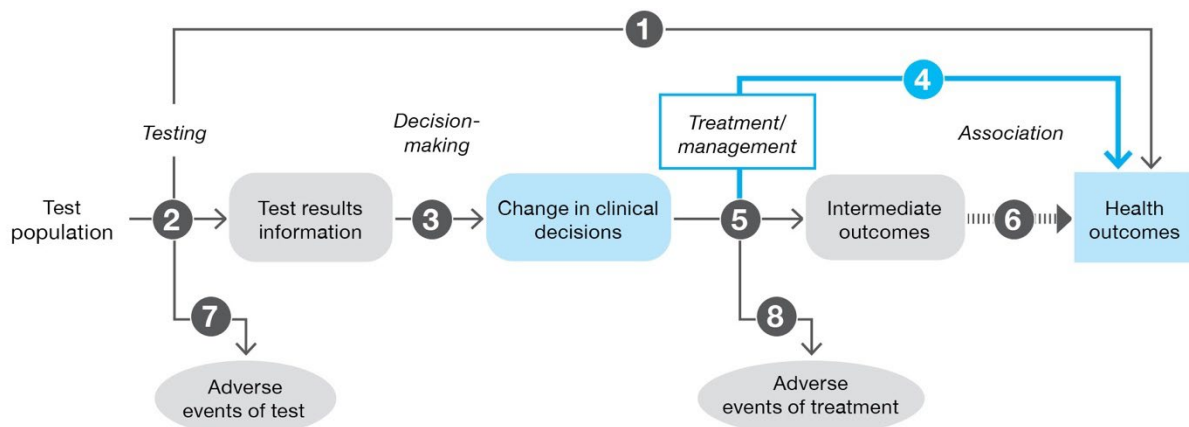 1
4
Testing
Decision-
making
Treatment/
management
Association
Test
population
2
Test results
information
3
Change in clinical
decisions
5
Intermediate
outcomes
6
Health
outcomes
7
8
Adverse
events of test
Adverse
events of treatment